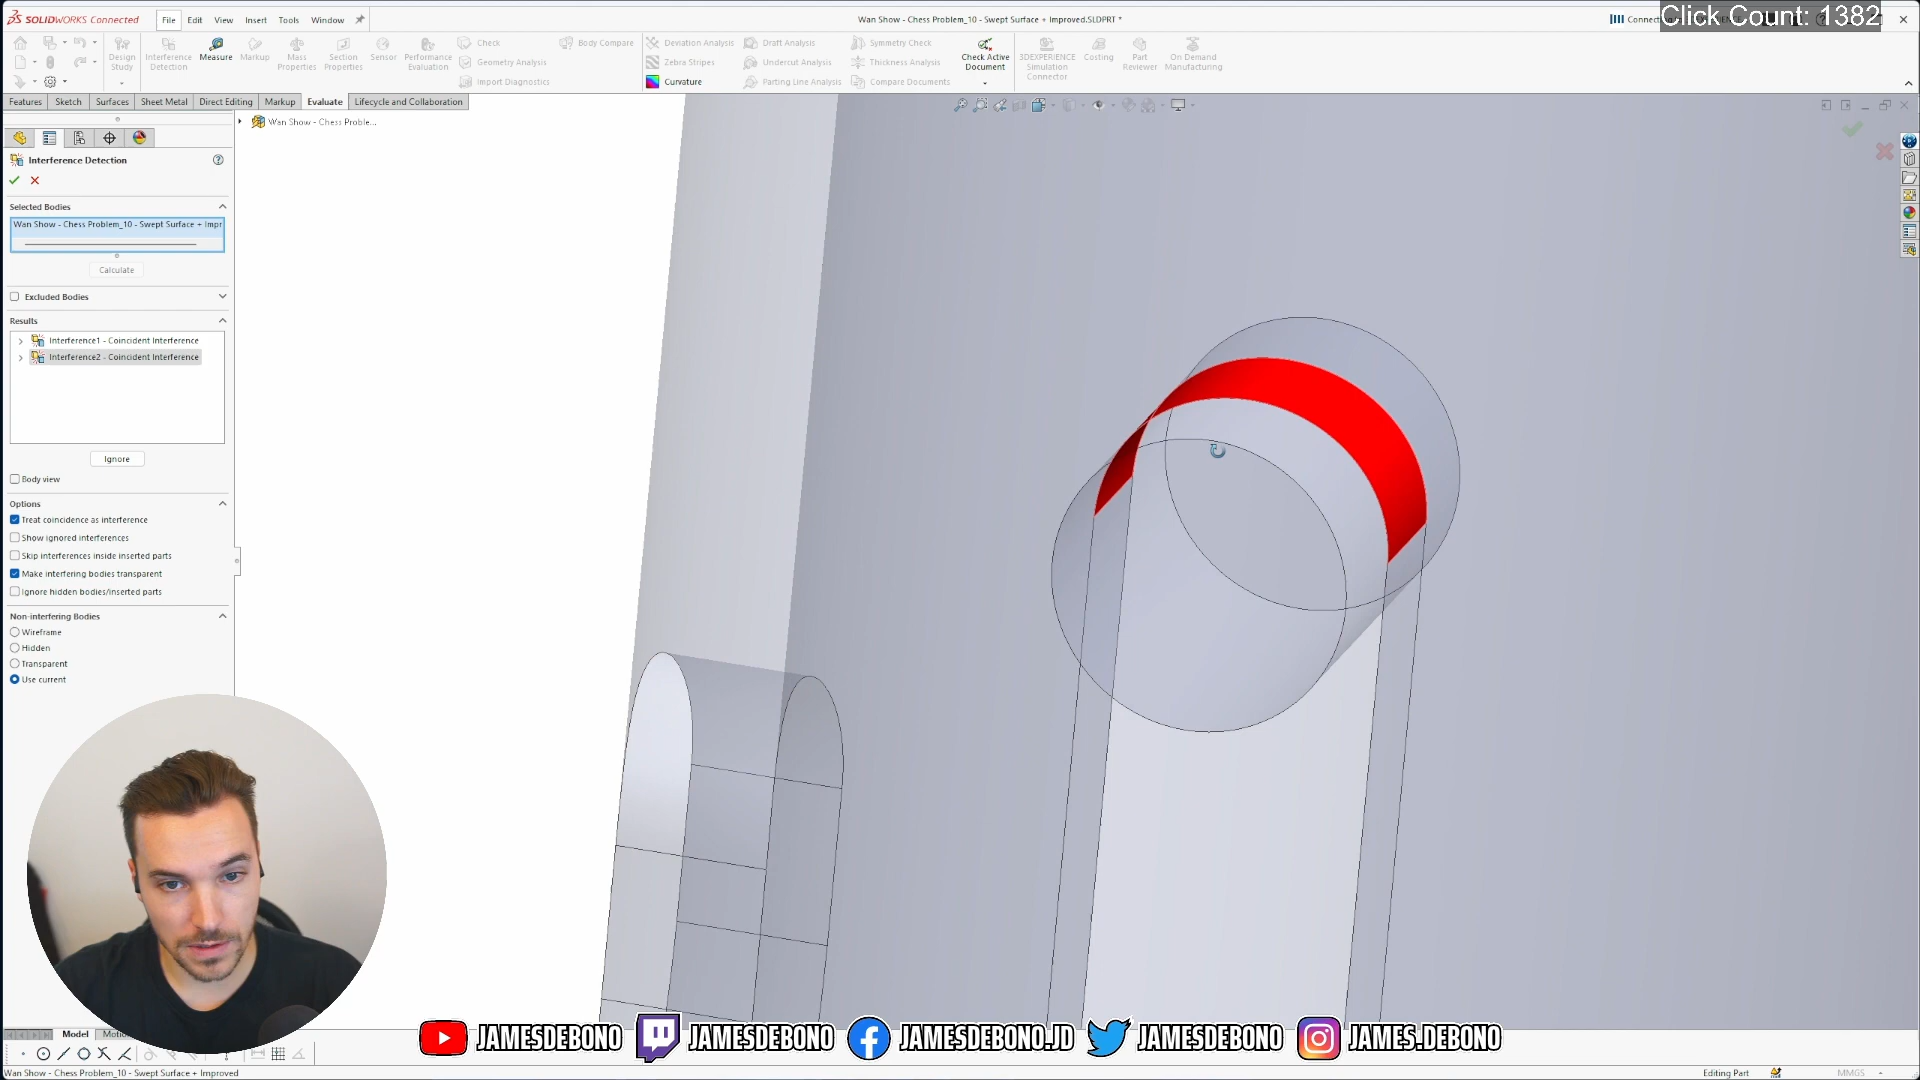 SOLIDWORKS Connected
File Edit View Insert Tools Window
Wan Show - Chess Problem_10 - Swept Surface + Improved.SLDPRT *
Click Count: 1382
Design Study
Interference Detection
Measure
Markup
Mass Properties
Section Properties
Sensor
Performance Evaluation
Check
Geometry Analysis
Import Diagnostics
Body Compare
Deviation Analysis
Zebra Stripes
Curvature
Draft Analysis
Undercut Analysis
Parting Line Analysis
Symmetry Check
Thickness Analysis
Compare Documents
Check Active Document
3DEXPERIENCE Simulation Connector
Costing
Part Reviewer
On Demand Manufacturing
Features Sketch Surfaces Sheet Metal Direct Editing Markup Evaluate Lifecycle and Collaboration
Wan Show - Chess Proble...
Interference Detection
Selected Bodies
Wan Show - Chess Problem_10 - Swept Surface + Impr
Calculate
Excluded Bodies
Results
Interference1 - Coincident Interference
Interference2 - Coincident Interference
Ignore
Body view
Options
Treat coincidence as interference
Show ignored interferences
Skip interferences inside inserted parts
Make interfering bodies transparent
Ignore hidden bodies/inserted parts
Non-interfering Bodies
Wireframe
Hidden
Transparent
Use current
Model
JAMESDEBONO JAMESDEBONO JAMESDEBONO.JD JAMESDEBONO JAMES.DEBONO
Wan Show - Chess Problem_10 - Swept Surface + Improved
Editing Part
MMGS